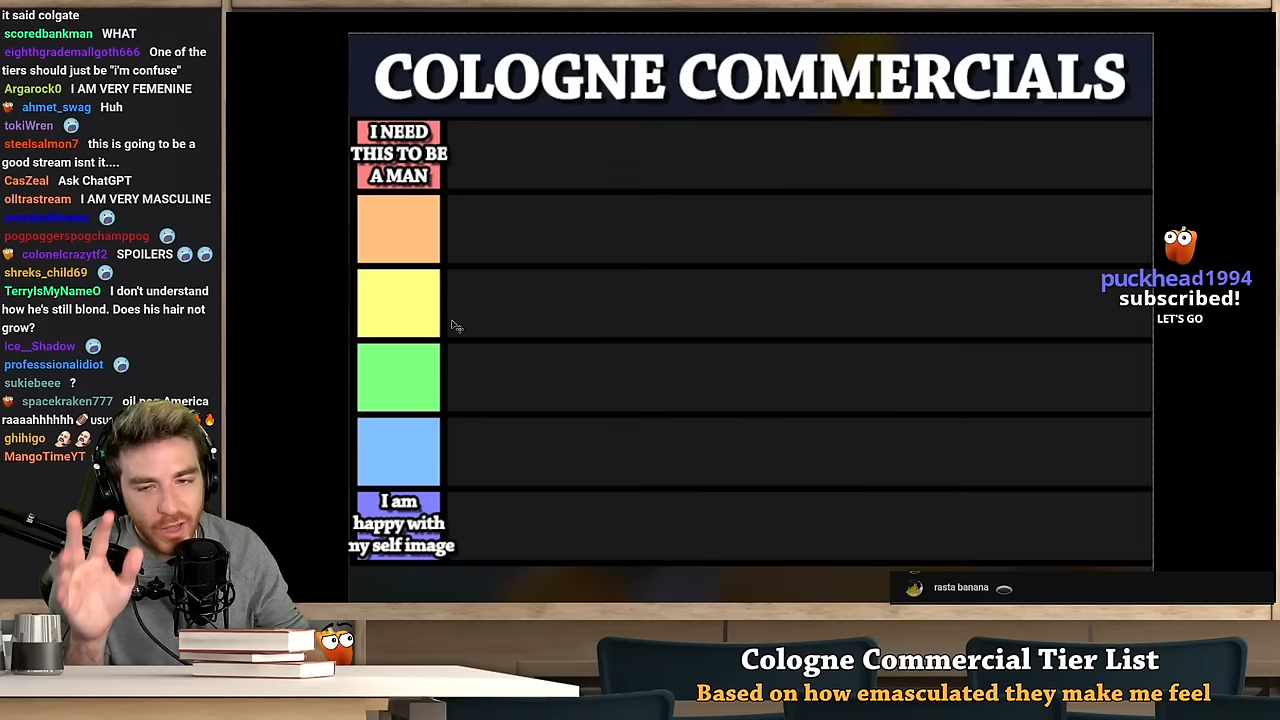 it said colgate
scoredbankman WHAT
eighthgrademallgoth666 One of the
tiers should just be "i'm confuse"
Argarock0 I AM VERY FEMENINE
ahmet_swag Huh
tokiWren
steelsalmon7 this is going to be a
good stream isnt it....
CasZeal Ask ChatGPT
olltrastream I AM VERY MASCULINE
pogpoggerspogchamppog
colonelcrazytf2 SPOILERS
shreks_child69
TerryIsMyNameO I don't understand
how he's still blond. Does his hair not
grow?
Ice__Shadow
professsionalidiot
sukiebeee ?
spacekraken777 America
raaaahhhhhh
ghihigo
MangoTimeYT
COLOGNE COMMERCIALS
I NEED
THIS TO BE
A MAN
I am
happy with
my self image
puckhead1994
subscribed!
LET'S GO
rasta banana
Cologne Commercial Tier List
Based on how emasculated they make me feel